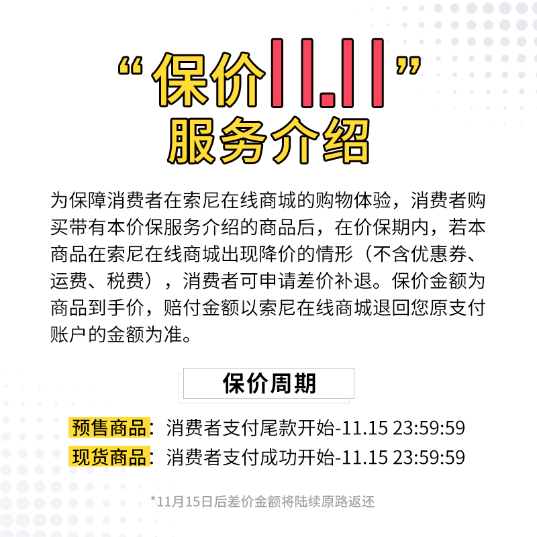 “保价11.11”
服务介绍
为保障消费者在索尼在线商城的购物体验，消费者购
买带有本价保服务介绍的商品后，在价保期内，若本
商品在索尼在线商城出现降价的情形（不含优惠券、
运费、税费），消费者可申请差价补退。保价金额为
商品到手价，赔付金额以索尼在线商城退回您原支付
账户的金额为准。
保价周期
预售商品：消费者支付尾款开始-11.15 23:59:59
现货商品：消费者支付成功开始-11.15 23:59:59
*11月15日后差价金额将陆续原路返还